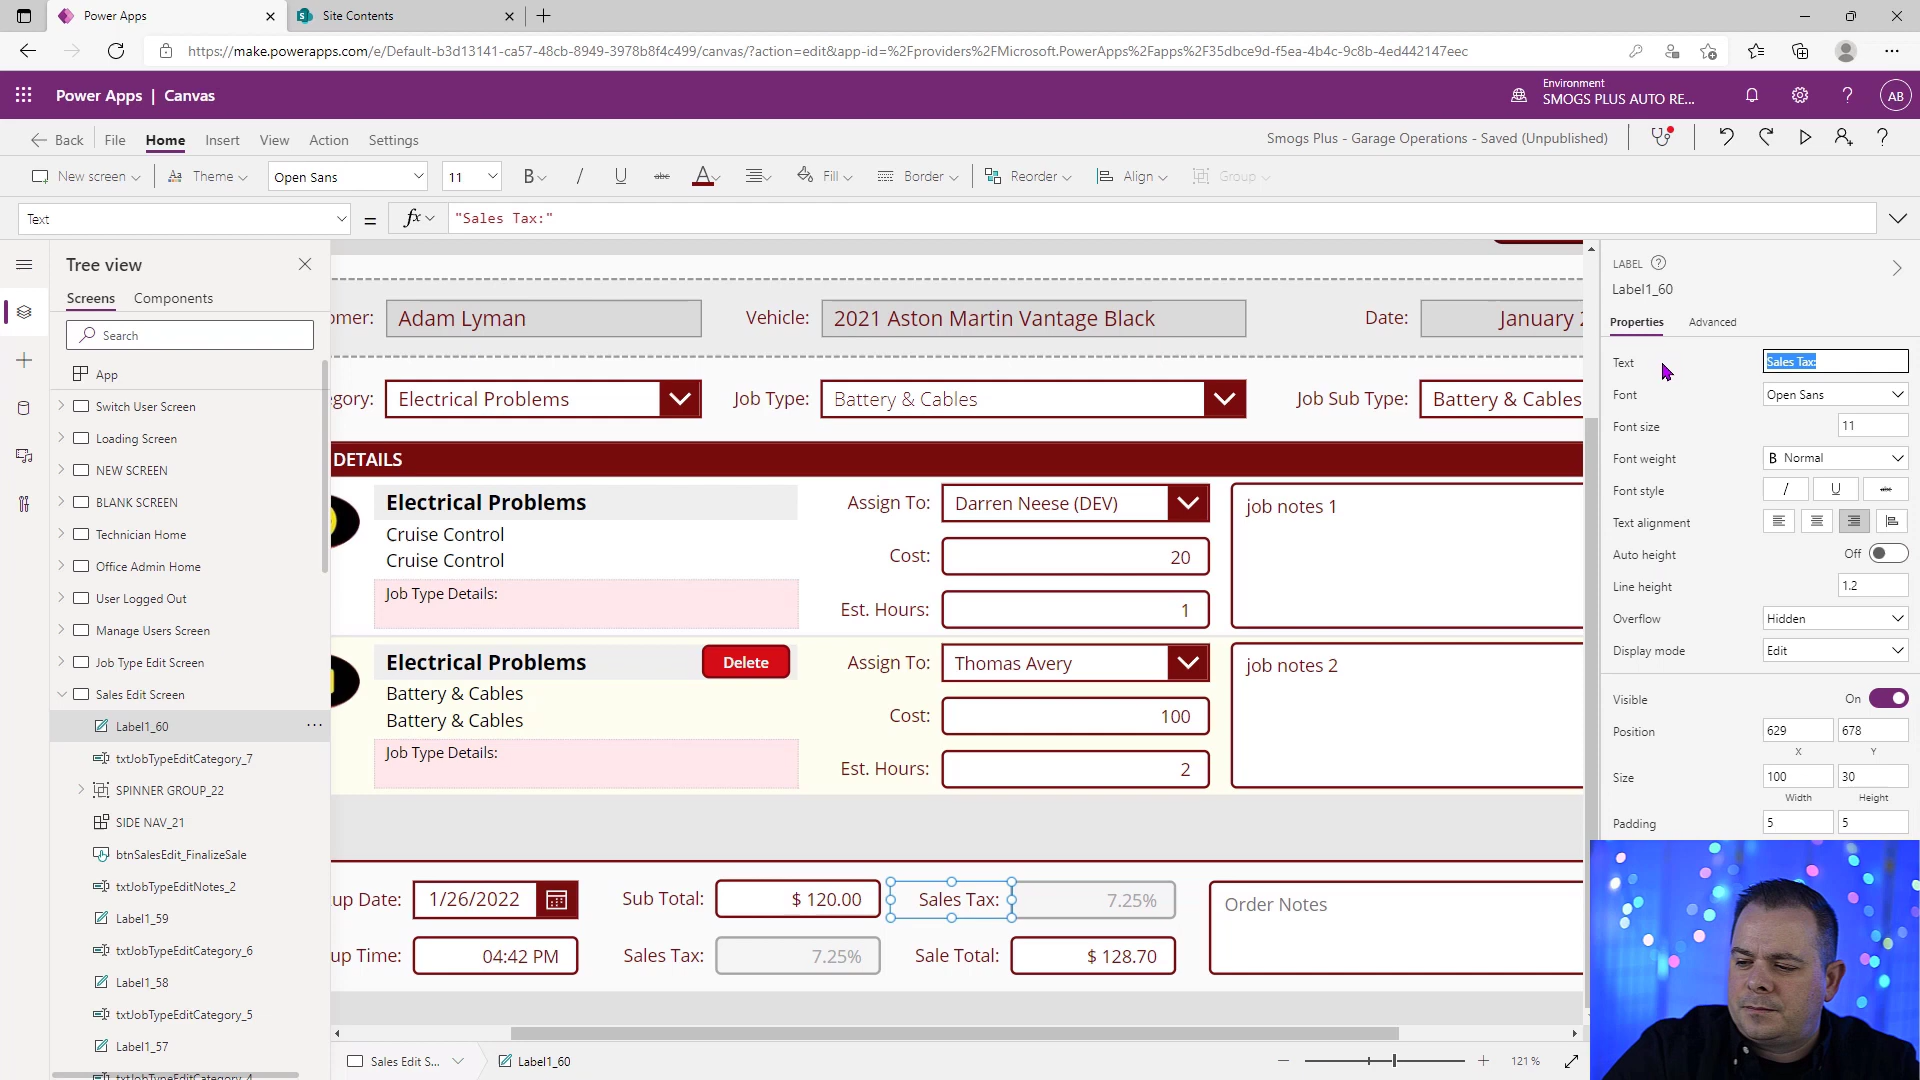 Power Apps
Site Contents
https://make.powerapps.com/e/Default-b3d13141-ca57-48cb-8949-3978b8f4c499/canvas/?action=edit&app-id=%2Fproviders%2FMicrosoft.PowerApps%2Fapps%2F35dbce9d-f5ea-4b4c-9c8b-4ed442147eec
Power Apps | Canvas
Environment
SMOGS PLUS AUTO RE...
AB
Back
File
Home
Insert
View
Action
Settings
Smogs Plus - Garage Operations - Saved (Unpublished)
New screen
Theme
Open Sans
11
Fill
Border
Reorder
Align
Group
Text
=
fx
"Sales Tax:"
Tree view
Screens
Components
Search
App
Switch User Screen
Loading Screen
NEW SCREEN
BLANK SCREEN
Technician Home
Office Admin Home
User Logged Out
Manage Users Screen
Job Type Edit Screen
Sales Edit Screen
Label1_60
txtJobTypeEditCategory_7
SPINNER GROUP_22
SIDE NAV_21
btnSalesEdit_FinalizeSale
txtJobTypeEditNotes_2
Label1_59
txtJobTypeEditCategory_6
Label1_58
txtJobTypeEditCategory_5
Label1_57
txtJobTypeEditCategory_4
omer:
Adam Lyman
Vehicle:
2021 Aston Martin Vantage Black
Date:
January 2
gory:
Electrical Problems
Job Type:
Battery & Cables
Job Sub Type:
Battery & Cables
DETAILS
Electrical Problems
Cruise Control
Cruise Control
Job Type Details:
Assign To:
Darren Neese (DEV)
Cost:
20
Est. Hours:
1
job notes 1
Electrical Problems
Delete
Battery & Cables
Battery & Cables
Job Type Details:
Assign To:
Thomas Avery
Cost:
100
Est. Hours:
2
job notes 2
up Date:
1/26/2022
Sub Total:
$ 120.00
Sales Tax:
7.25%
Order Notes
up Time:
04:42 PM
Sales Tax:
7.25%
Sale Total:
$ 128.70
Sales Edit S...
Label1_60
121 %
LABEL
Label1_60
Properties
Advanced
Text
Sales Tax:
Font
Open Sans
Font size
11
Font weight
B Normal
Font style
/ U abc
Text alignment
Auto height
Off
Line height
1.2
Overflow
Hidden
Display mode
Edit
Visible
On
Position
629
678
X
Y
Size
100
30
Width
Height
Padding
5
5